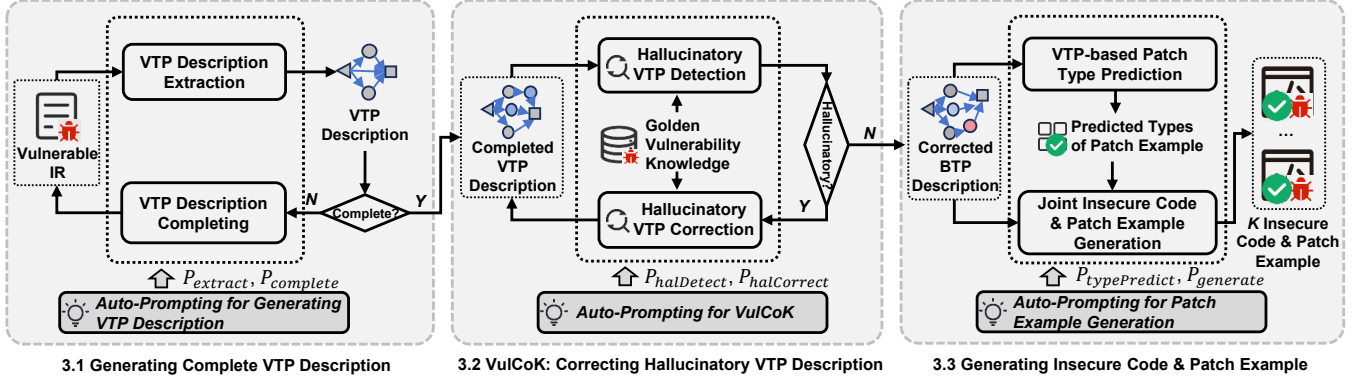 VTP Description
Extraction
Vulnerable
IR
VTP
Description
VTP Description
Completing
N
Complete?
Y
P_extract, P_complete
Auto-Prompting for Generating
VTP Description
3.1 Generating Complete VTP Description
Hallucinatory
VTP Detection
Completed
VTP
Description
Golden
Vulnerability
Knowledge
Hallucinatory?
N
Y
Hallucinatory
VTP Correction
P_halDetect, P_halCorrect
Auto-Prompting for VulCoK
3.2 VulCoK: Correcting Hallucinatory VTP Description
VTP-based Patch
Type Prediction
Corrected
BTP
Description
Predicted Types
of Patch Example
Joint Insecure Code
& Patch Example
Generation
...
K Insecure
Code & Patch
Example
P_typePredict, P_generate
Auto-Prompting for Patch
Example Generation
3.3 Generating Insecure Code & Patch Example